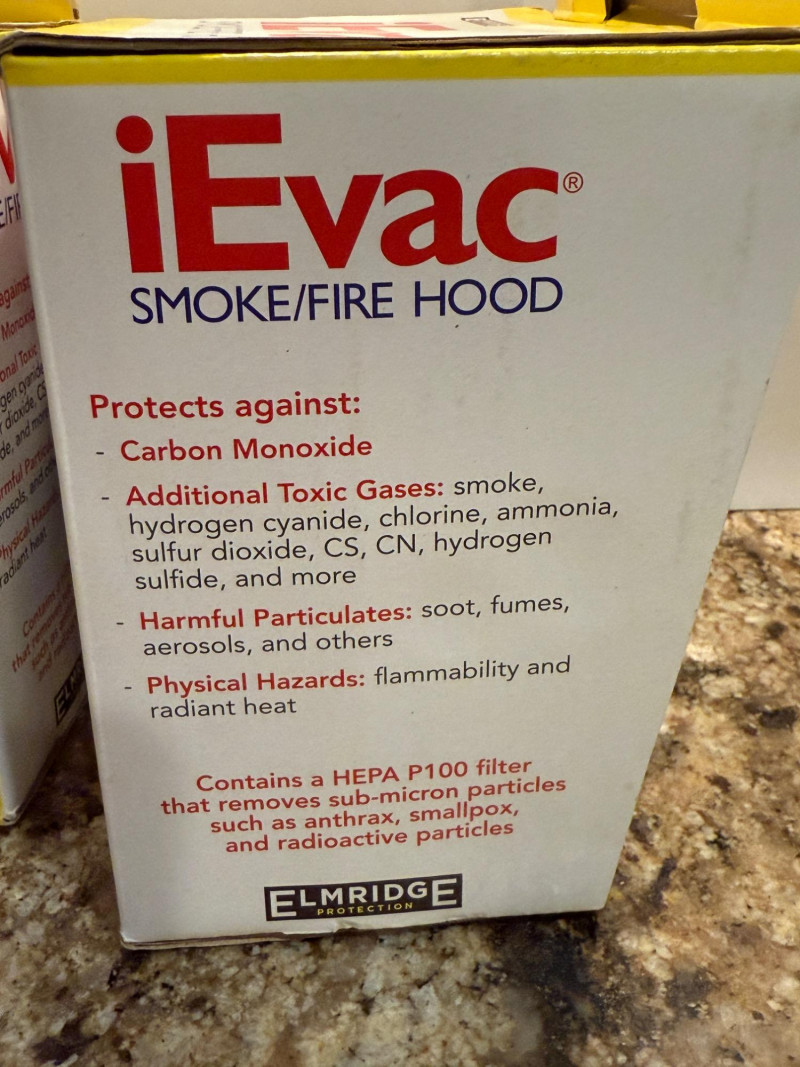 iEvac®
SMOKE/FIRE HOOD
Protects against:
- Carbon Monoxide
- Additional Toxic Gases: smoke,
hydrogen cyanide, chlorine, ammonia,
sulfur dioxide, CS, CN, hydrogen
sulfide, and more
- Harmful Particulates: soot, fumes,
aerosols, and others
- Physical Hazards: flammability and
radiant heat
Contains a HEPA P100 filter
that removes sub-micron particles
such as anthrax, smallpox,
and radioactive particles
ELMRIDGE
PROTECTION